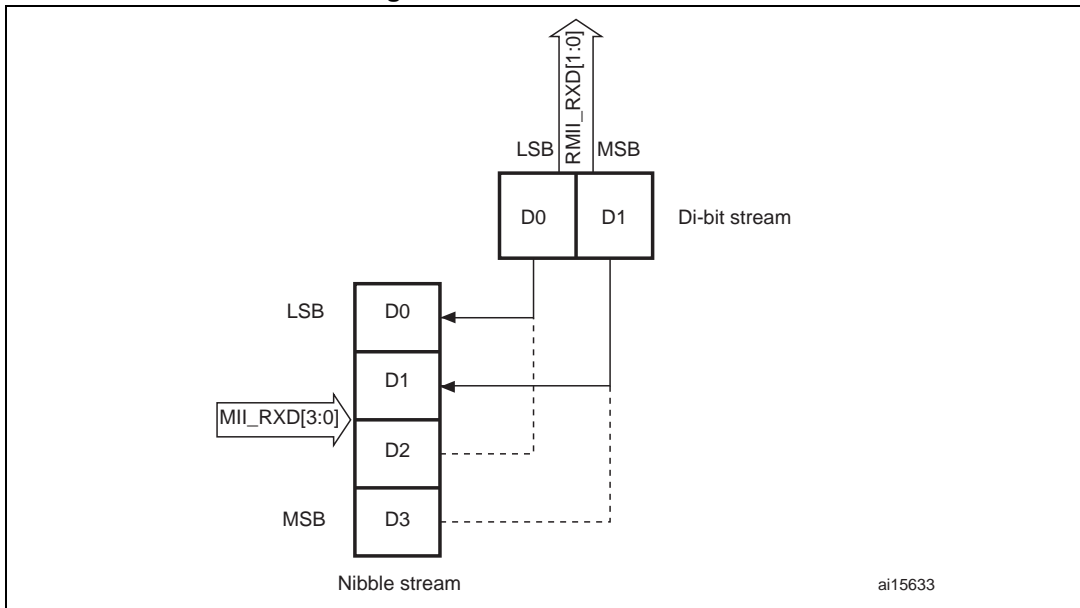 RMII_RXD[1:0]
LSB MSB
D0 D1 Di-bit stream
LSB D0
D1
MII_RXD[3:0]
D2
MSB D3
Nibble stream
ai15633